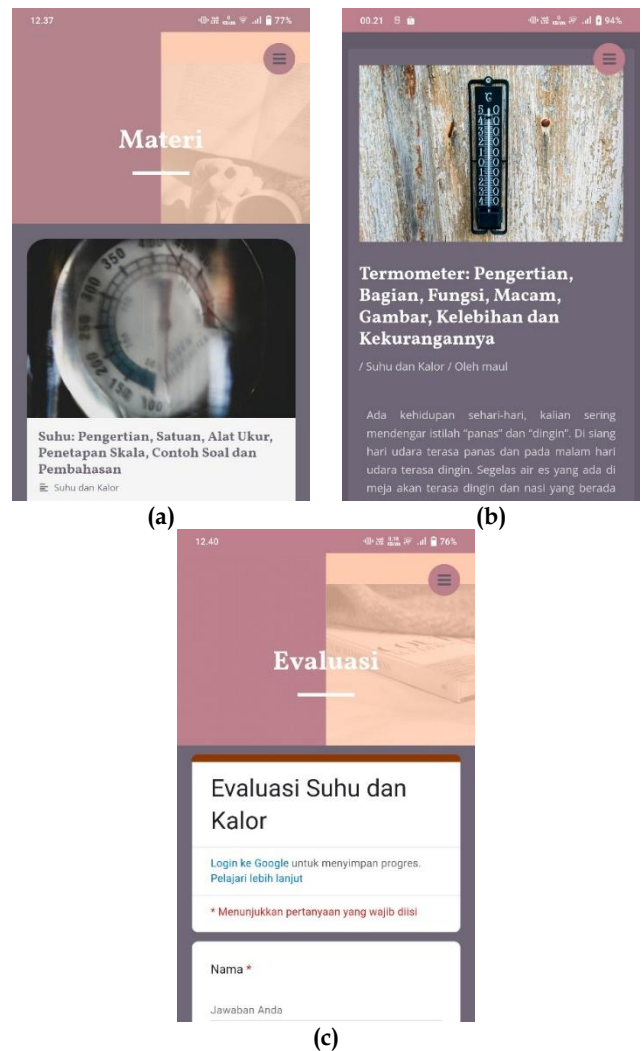 12.37
77%
Materi
Suhu: Pengertian, Satuan, Alat Ukur,
Penetapan Skala, Contoh Soal dan
Pembahasan
Suhu dan Kalor
(a)
00.21
94%
°C
Termometer: Pengertian,
Bagian, Fungsi, Macam,
Gambar, Kelebihan dan
Kekurangannya
/ Suhu dan Kalor / Oleh maul
Ada kehidupan sehari-hari, kalian sering
mendengar istilah "panas" dan "dingin". Di siang
hari udara terasa panas dan pada malam hari
udara terasa dingin. Segelas air es yang ada di
meja akan terasa dingin dan nasi yang berada
(b)
12.40
76%
Evaluasi
Evaluasi Suhu dan
Kalor
Login ke Google untuk menyimpan progres.
Pelajari lebih lanjut
* Menunjukkan pertanyaan yang wajib diisi
Nama *
Jawaban Anda
(c)